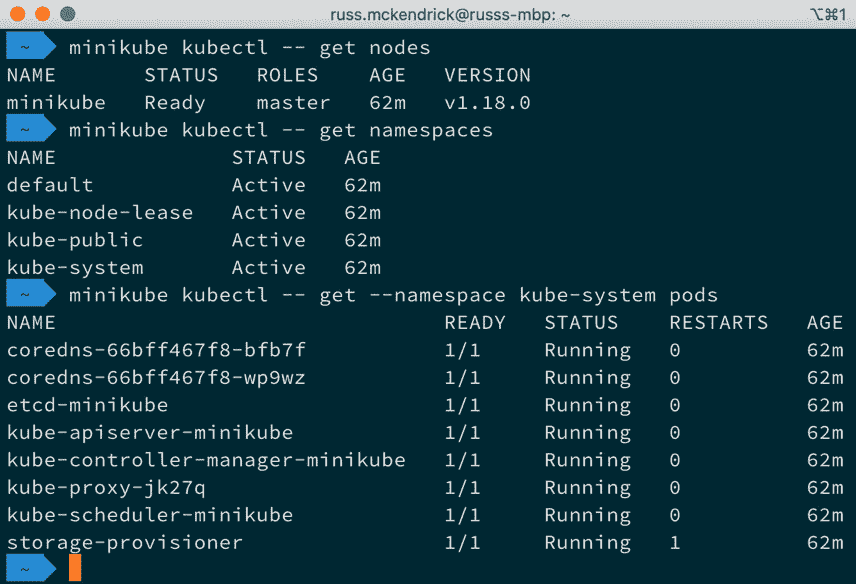 russ.mckendrick@russs-mbp: ~ ⌥⌘1
~ minikube kubectl -- get nodes
NAME STATUS ROLES AGE VERSION
minikube Ready master 62m v1.18.0
~ minikube kubectl -- get namespaces
NAME STATUS AGE
default Active 62m
kube-node-lease Active 62m
kube-public Active 62m
kube-system Active 62m
~ minikube kubectl -- get --namespace kube-system pods
NAME READY STATUS RESTARTS AGE
coredns-66bff467f8-bfb7f 1/1 Running 0 62m
coredns-66bff467f8-wp9wz 1/1 Running 0 62m
etcd-minikube 1/1 Running 0 62m
kube-apiserver-minikube 1/1 Running 0 62m
kube-controller-manager-minikube 1/1 Running 0 62m
kube-proxy-jk27q 1/1 Running 0 62m
kube-scheduler-minikube 1/1 Running 0 62m
storage-provisioner 1/1 Running 1 62m
~